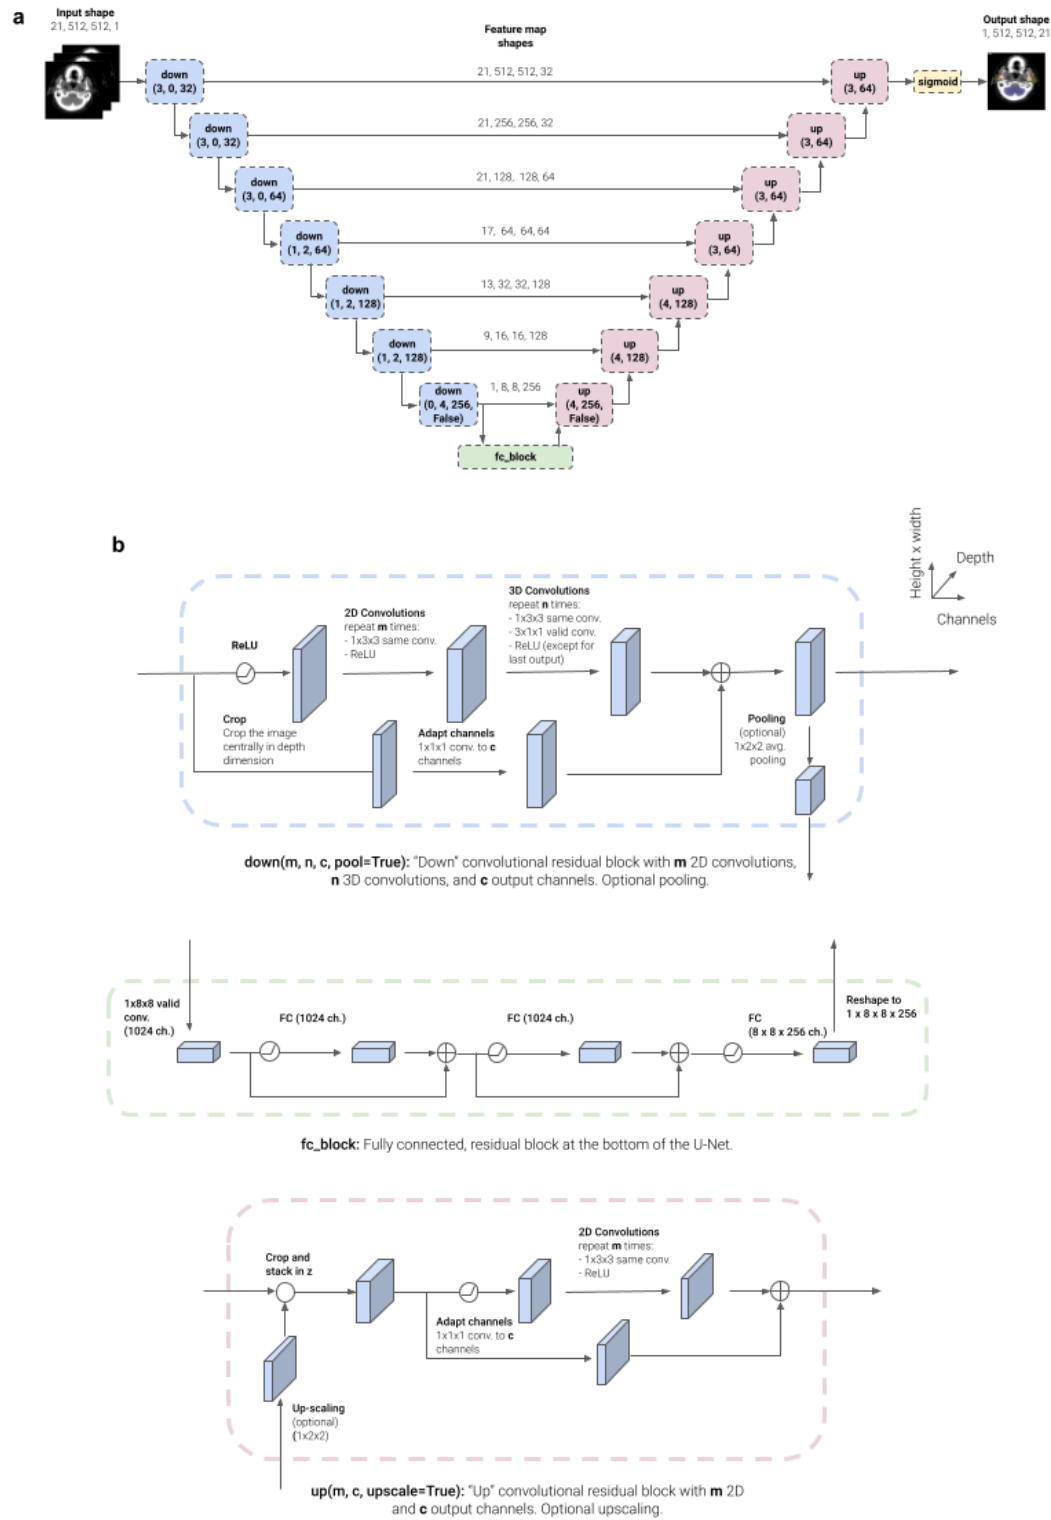 a
Input shape
21, 512, 512, 1
Feature map
shapes
Output shape
1, 512, 512, 21
down
(3, 0, 32)
21, 512, 512, 32
up
(3, 64)
sigmoid
down
(3, 0, 32)
21, 256, 256, 32
up
(3, 64)
down
(3, 0, 64)
21, 128, 128, 64
up
(3, 64)
down
(1, 2, 64)
17, 64, 64, 64
up
(3, 64)
down
(1, 2, 128)
13, 32, 32, 128
up
(4, 128)
down
(1, 2, 128)
9, 16, 16, 128
up
(4, 128)
down
(0, 4, 256,
False)
1, 8, 8, 256
up
(4, 256,
False)
fc_block
b
Height x width
Depth
Channels
ReLU
2D Convolutions
repeat m times:
- 1x3x3 same conv.
- ReLU
3D Convolutions
repeat n times:
- 1x3x3 same conv.
- 3x1x1 valid conv.
- ReLU (except for
last output)
Crop
Crop the image
centrally in depth
dimension
Adapt channels
1x1x1 conv. to c
channels
Pooling
(optional)
1x2x2 avg.
pooling
down(m, n, c, pool=True): "Down" convolutional residual block with m 2D convolutions,
n 3D convolutions, and c output channels. Optional pooling.
1x8x8 valid
conv.
(1024 ch.)
FC (1024 ch.)
FC (1024 ch.)
FC
(8 x 8 x 256 ch.)
Reshape to
1 x 8 x 8 x 256
fc_block: Fully connected, residual block at the bottom of the U-Net.
Crop and
stack in z
2D Convolutions
repeat m times:
- 1x3x3 same conv.
- ReLU
Adapt channels
1x1x1 conv. to c
channels
Up-scaling
(optional)
(1x2x2)
up(m, c, upscale=True): "Up" convolutional residual block with m 2D
and c output channels. Optional upscaling.